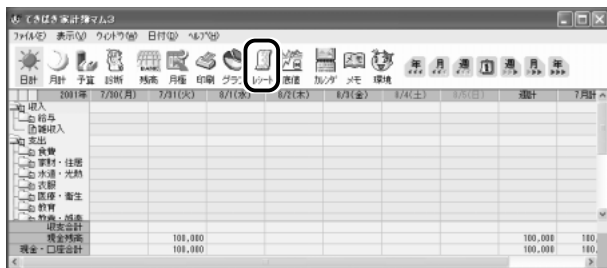 てきぱき家計簿マム3
ファイル(F) 表示(V) ウィンドウ(W) 日付(D) ヘルプ(H)
日計 月計 予算 診断 残高 月極 印刷 グラフ レシート 底値 カレンダ メモ 環境 年 月 週 日 週 月 年
2001年 7/30(月) 7/31(火) 8/1(水) 8/2(木) 8/3(金) 8/4(土) 8/5(日) 週計 7月計
収入
給与
雑収入
支出
食費
家財・住居
水道・光熱
衣服
医療・衛生
教育
収支合計
現金残高 100,000 100,000 100,
現金・口座合計 100,000 100,000 100,